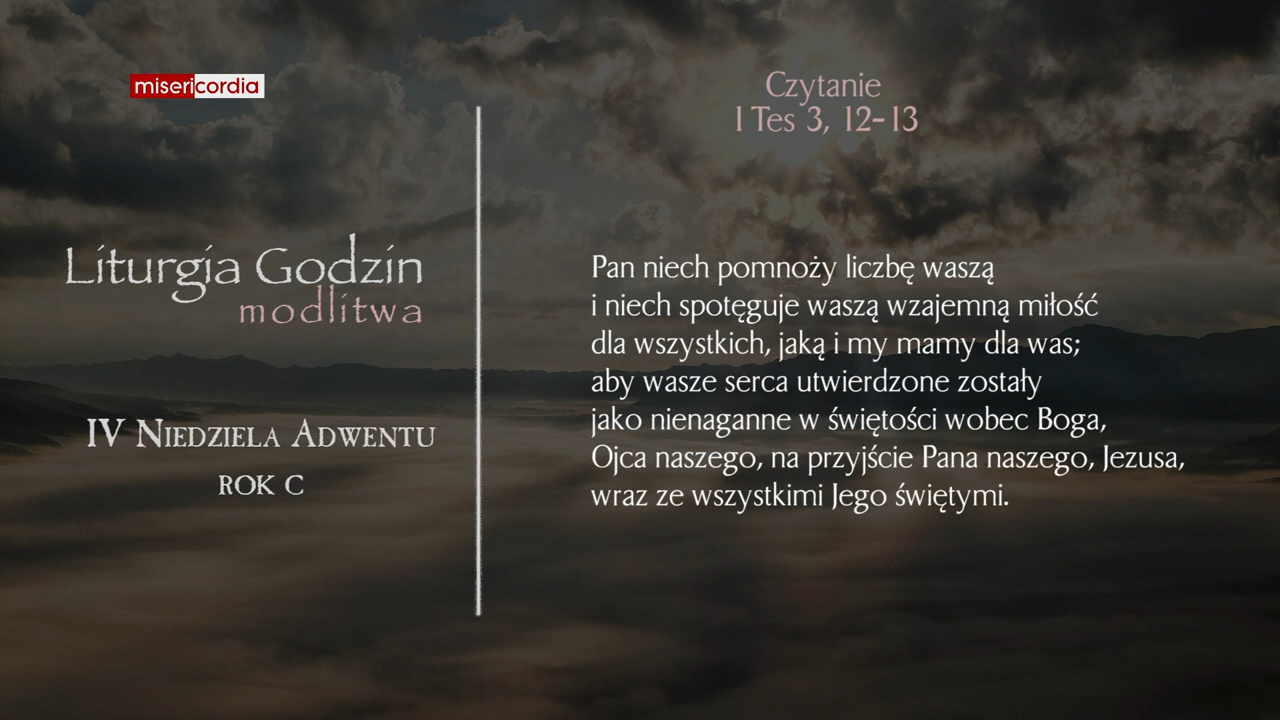 misericordia
Liturgia Godzin
modlitwa
IV Niedziela Adwentu
rok C
Czytanie
1 Tes 3, 12-13
Pan niech pomnoży liczbę waszą
i niech spotęguje waszą wzajemną miłość
dla wszystkich, jaką i my mamy dla was;
aby wasze serca utwierdzone zostały
jako nienaganne w świętości wobec Boga,
Ojca naszego, na przyjście Pana naszego, Jezusa,
wraz ze wszystkimi Jego świętymi.